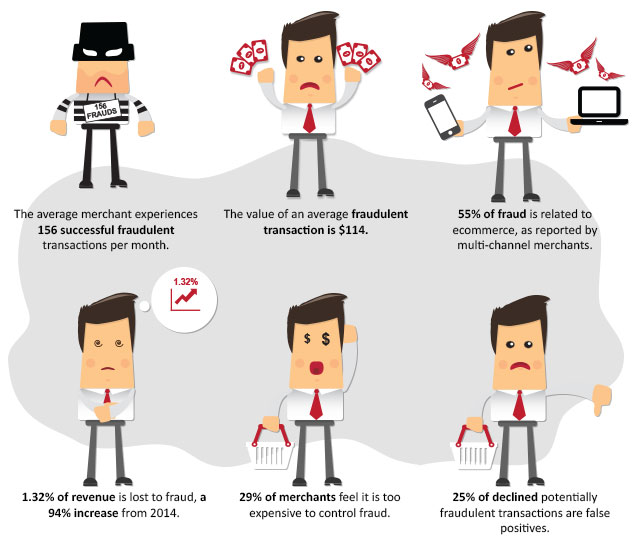 156
FRAUDS
The average merchant experiences
156 successful fraudulent
transactions per month.
The value of an average fraudulent
transaction is $114.
55% of fraud is related to
ecommerce, as reported by
multi-channel merchants.
1.32%
$ $
1.32% of revenue is lost to fraud, a
94% increase from 2014.
29% of merchants feel it is too
expensive to control fraud.
25% of declined potentially
fraudulent transactions are false
positives.